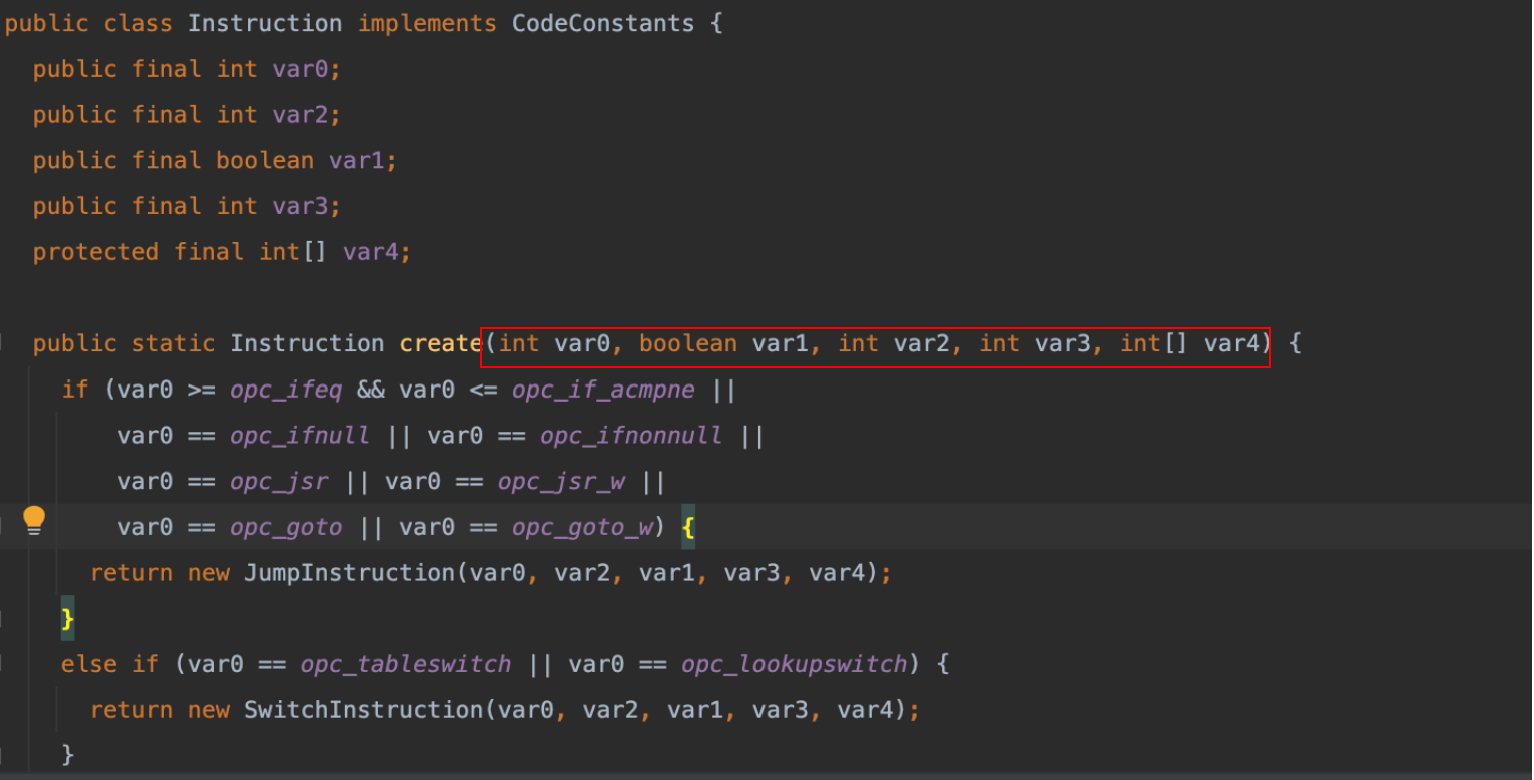 public class Instruction implements CodeConstants {
public final int var0;
public final int var2;
public final boolean var1;
public final int var3;
protected final int[] var4;
public static Instruction create(int var0, boolean var1, int var2, int var3, int[] var4) {
if (var0 >= opc_ifeq && var0 <= opc_if_acmpne ||
var0 == opc_ifnull || var0 == opc_ifnonnull ||
var0 == opc_jsr || var0 == opc_jsr_w ||
var0 == opc_goto || var0 == opc_goto_w) {
return new JumpInstruction(var0, var2, var1, var3, var4);
}
else if (var0 == opc_tableswitch || var0 == opc_lookupswitch) {
return new SwitchInstruction(var0, var2, var1, var3, var4);
}